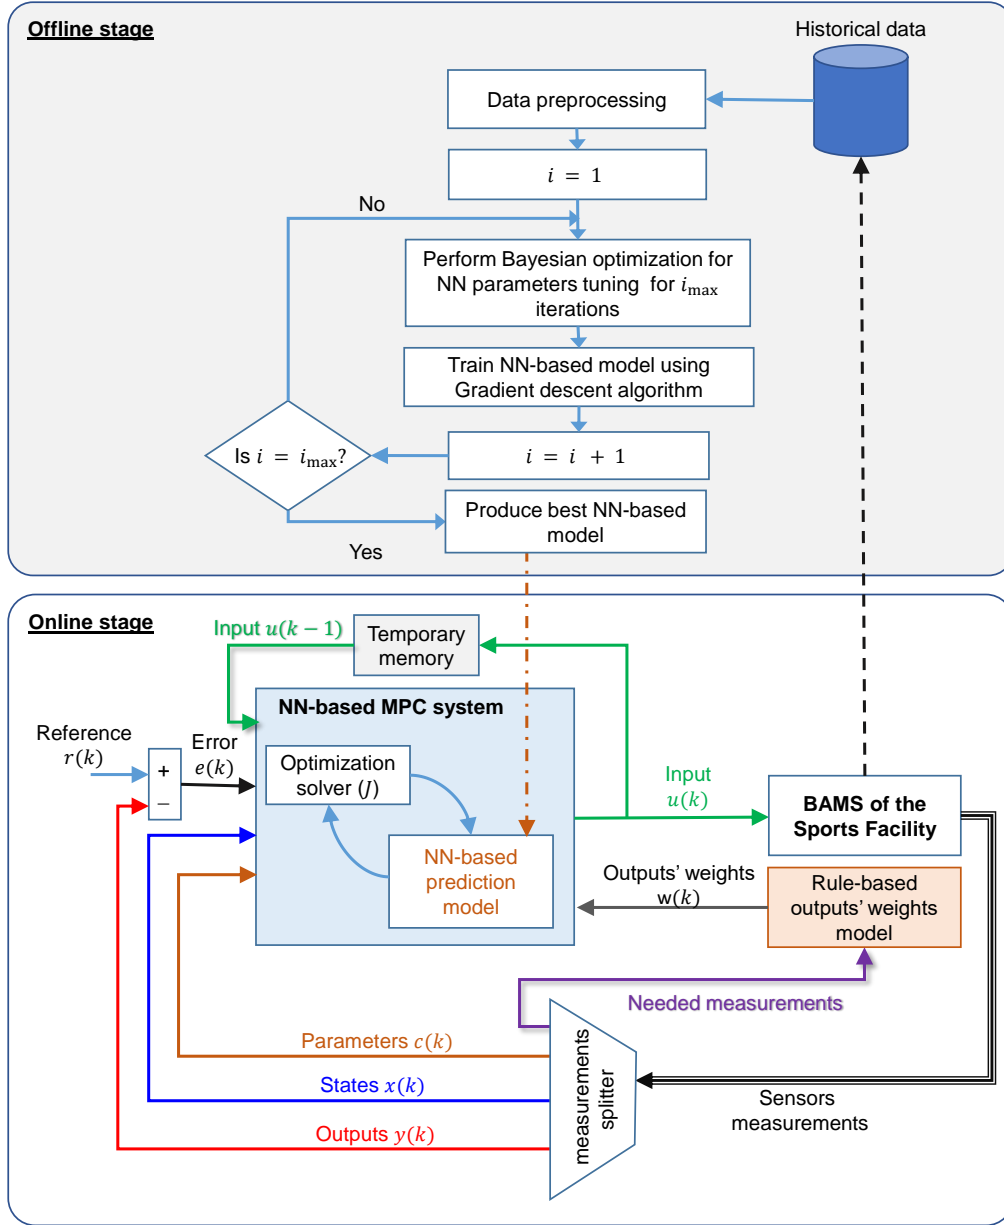 Offline stage
Historical data
Data preprocessing
i = 1
No
Perform Bayesian optimization for
NN parameters tuning for i_max
iterations
Train NN-based model using
Gradient descent algorithm
Is i = i_max?
i = i + 1
Produce best NN-based
model
Yes
Online stage
Input u(k − 1)
Temporary
memory
NN-based MPC system
Reference
r(k)
+
−
Error
e(k)
Optimization
solver (J)
NN-based
prediction
model
Input
u(k)
BAMS of the
Sports Facility
Outputs' weights
w(k)
Rule-based
outputs' weights
model
Needed measurements
Parameters c(k)
States x(k)
Outputs y(k)
measurements
splitter
Sensors
measurements